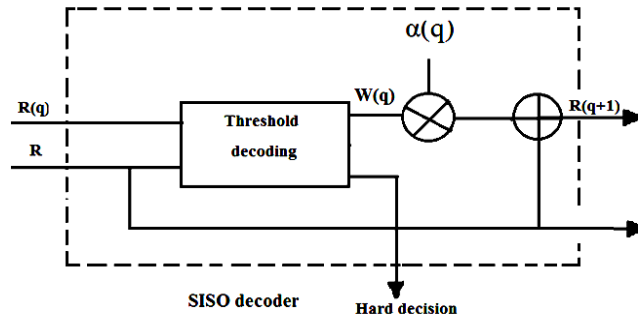 α(q)
R(q)
W(q)
R(q+1)
Threshold
decoding
R
SISO decoder
Hard decision